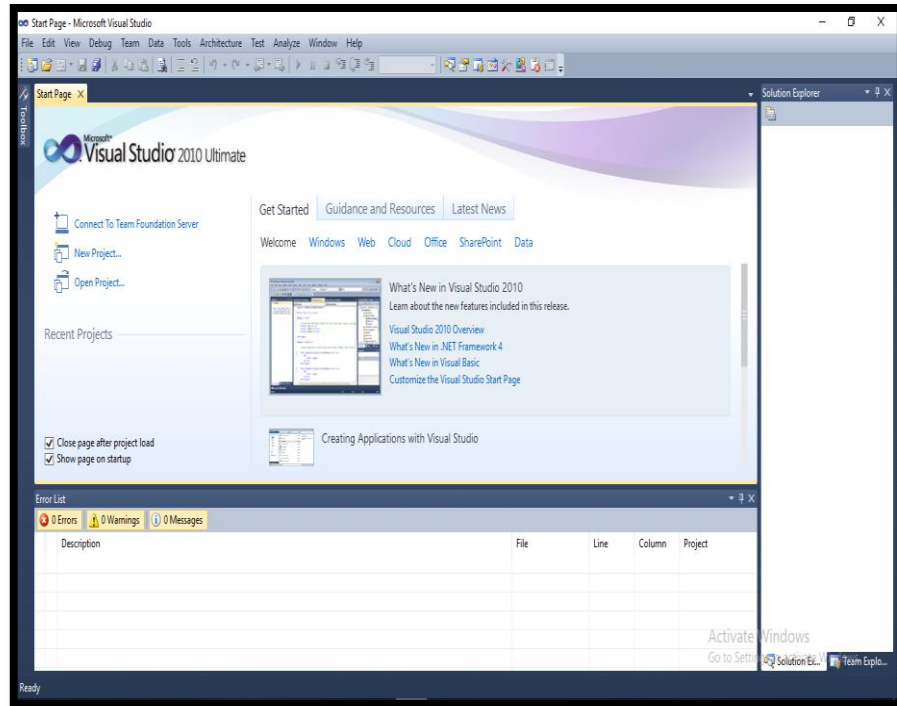 Start Page - Microsoft Visual Studio
File Edit View Debug Team Data Tools Architecture Test Analyze Window Help
Toolbox
Start Page X
Solution Explorer
Microsoft
Visual Studio 2010 Ultimate
Connect To Team Foundation Server
New Project...
Open Project...
Recent Projects
Close page after project load
Show page on startup
Get Started Guidance and Resources Latest News
Welcome Windows Web Cloud Office SharePoint Data
What's New in Visual Studio 2010
Learn about the new features included in this release.
Visual Studio 2010 Overview
What's New in .NET Framework 4
What's New in Visual Basic
Customize the Visual Studio Start Page
Creating Applications with Visual Studio
Error List
0 Errors 0 Warnings 0 Messages
Description File Line Column Project
Activate Windows
Go to Settin
Solution Ex... Team Explo...
Ready